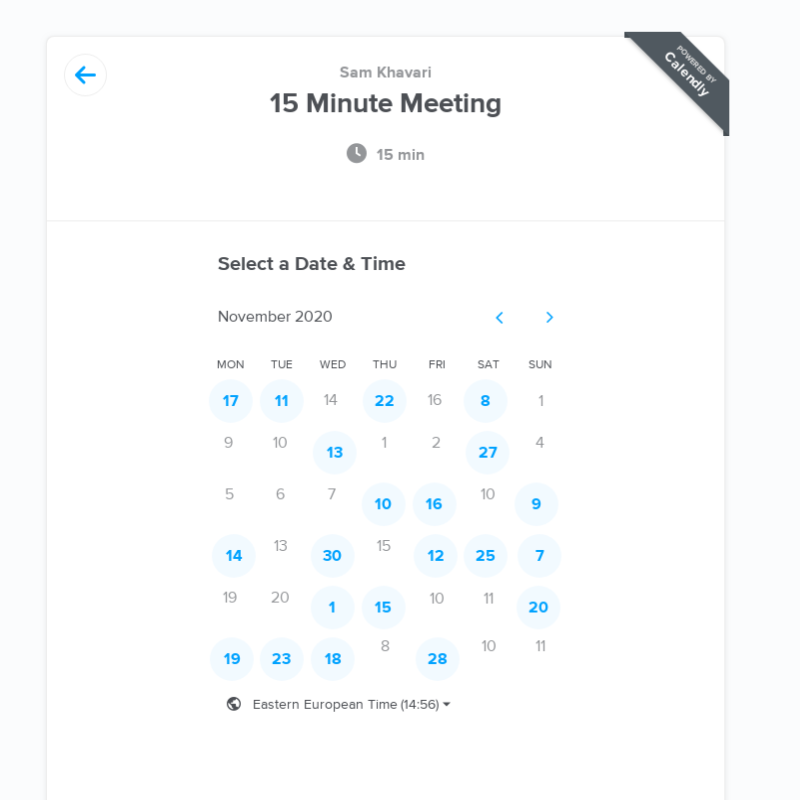 POWERED BY
Calendly
Sam Khavari
15 Minute Meeting
15 min
Select a Date & Time
November 2020
MON TUE WED THU FRI SAT SUN
17 11 14 22 16 8 1
9 10 13 1 2 27 4
5 6 7 10 16 10 9
14 13 30 15 12 25 7
19 20 1 15 10 11 20
19 23 18 8 28 10 11
Eastern European Time (14:56)